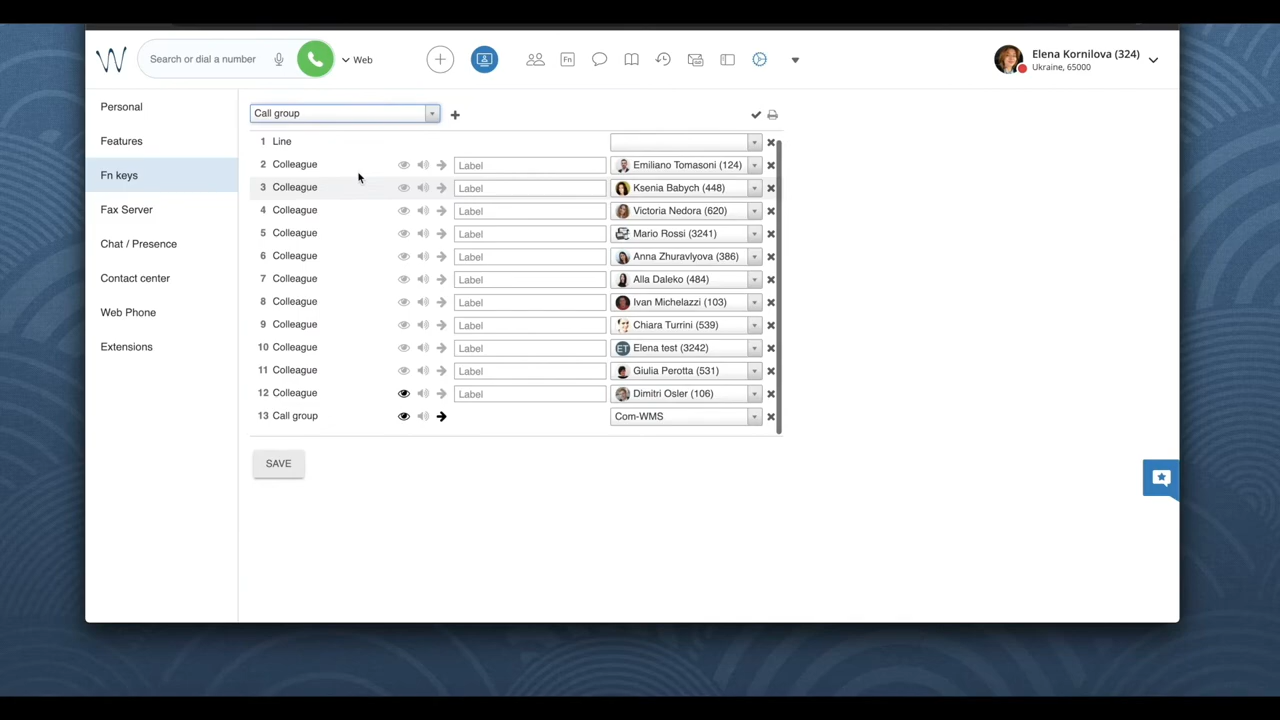 Search or dial a number
Web
Fn
Elena Kornilova (324)
Ukraine, 65000
Personal
Features
Fn keys
Fax Server
Chat / Presence
Contact center
Web Phone
Extensions
Call group
1 Line
2 Colleague Label Emiliano Tomasoni (124)
3 Colleague Label Ksenia Babych (448)
4 Colleague Label Victoria Nedora (620)
5 Colleague Label Mario Rossi (3241)
6 Colleague Label Anna Zhuravlyova (386)
7 Colleague Label Alla Daleko (484)
8 Colleague Label Ivan Michelazzi (103)
9 Colleague Label Chiara Turrini (539)
10 Colleague Label ET Elena test (3242)
11 Colleague Label Giulia Perotta (531)
12 Colleague Label Dimitri Osler (106)
13 Call group Com-WMS
SAVE